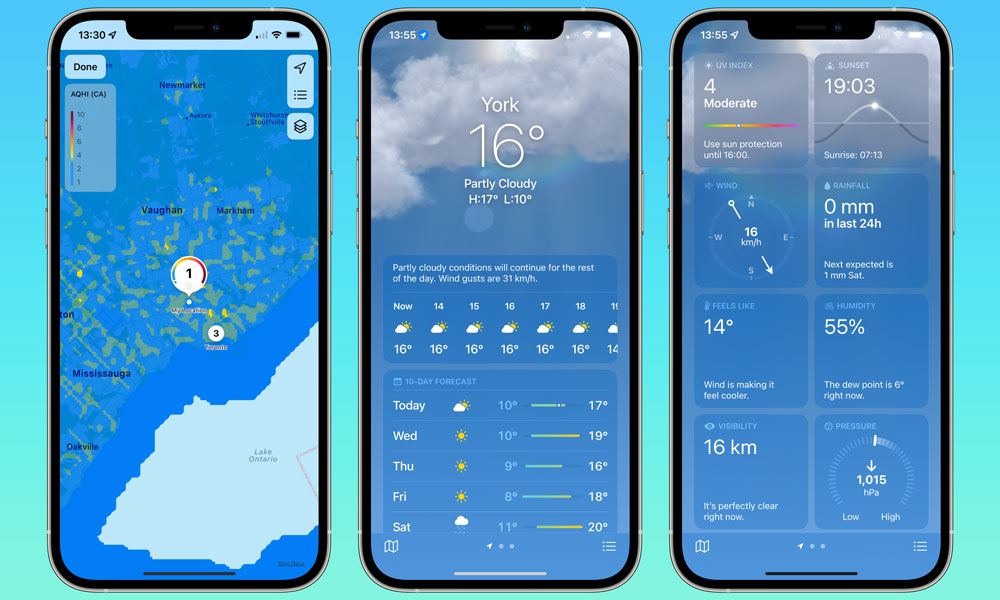 13:30
Done
AQHI (CA)
10
8
6
4
2
1
Newmarket
Aurora
Whitchurch-
Stouffville
Vaughan
Markham
1
My Location
3
Toronto
Mississauga
Oakville
Lake
Ontario
13:55
York
16°
Partly Cloudy
H:17° L:10°
Partly cloudy conditions will continue for the rest
of the day. Wind gusts are 31 km/h.
Now 14 15 16 17 18
16° 16° 16° 16° 16° 16° 14
10-DAY FORECAST
Today 10° 17°
Wed 10° 19°
Thu 9° 16°
Fri 8° 18°
Sat 11° 20°
13:55
UV INDEX
4
Moderate
Use sun protection
until 16:00.
SUNSET
19:03
Sunrise: 07:13
WIND
N
W
E
S
16
km/h
RAINFALL
0 mm
in last 24h
Next expected is
1 mm Sat.
FEELS LIKE
14°
Wind is making it
feel cooler.
HUMIDITY
55%
The dew point is 6°
right now.
VISIBILITY
16 km
It's perfectly clear
right now.
PRESSURE
1,015
hPa
Low High